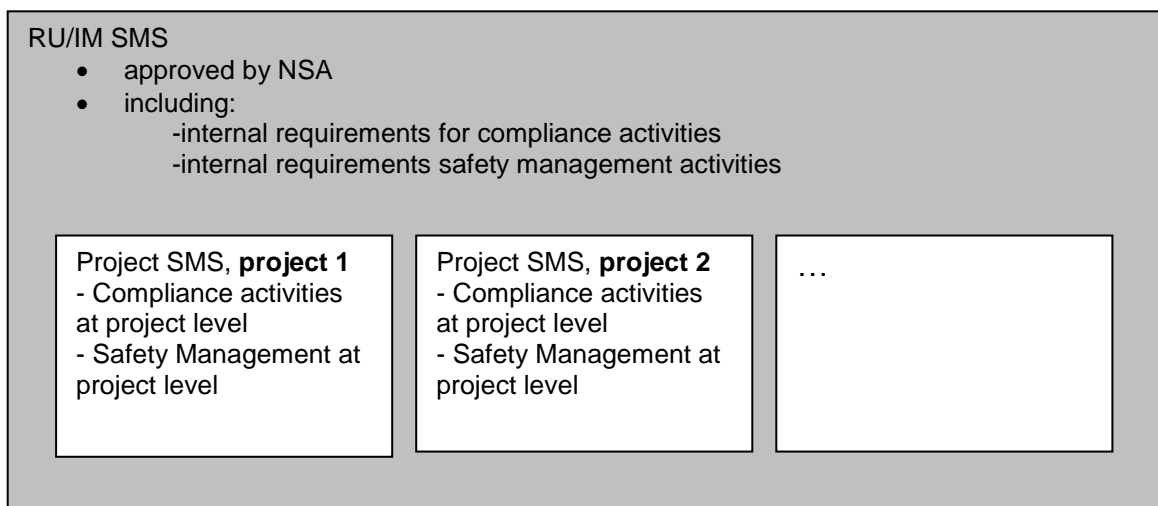 RU/IM SMS
• approved by NSA
• including:
-internal requirements for compliance activities
-internal requirements safety management activities
Project SMS, project 1
- Compliance activities
at project level
- Safety Management at
project level
Project SMS, project 2
- Compliance activities
at project level
- Safety Management at
project level
…